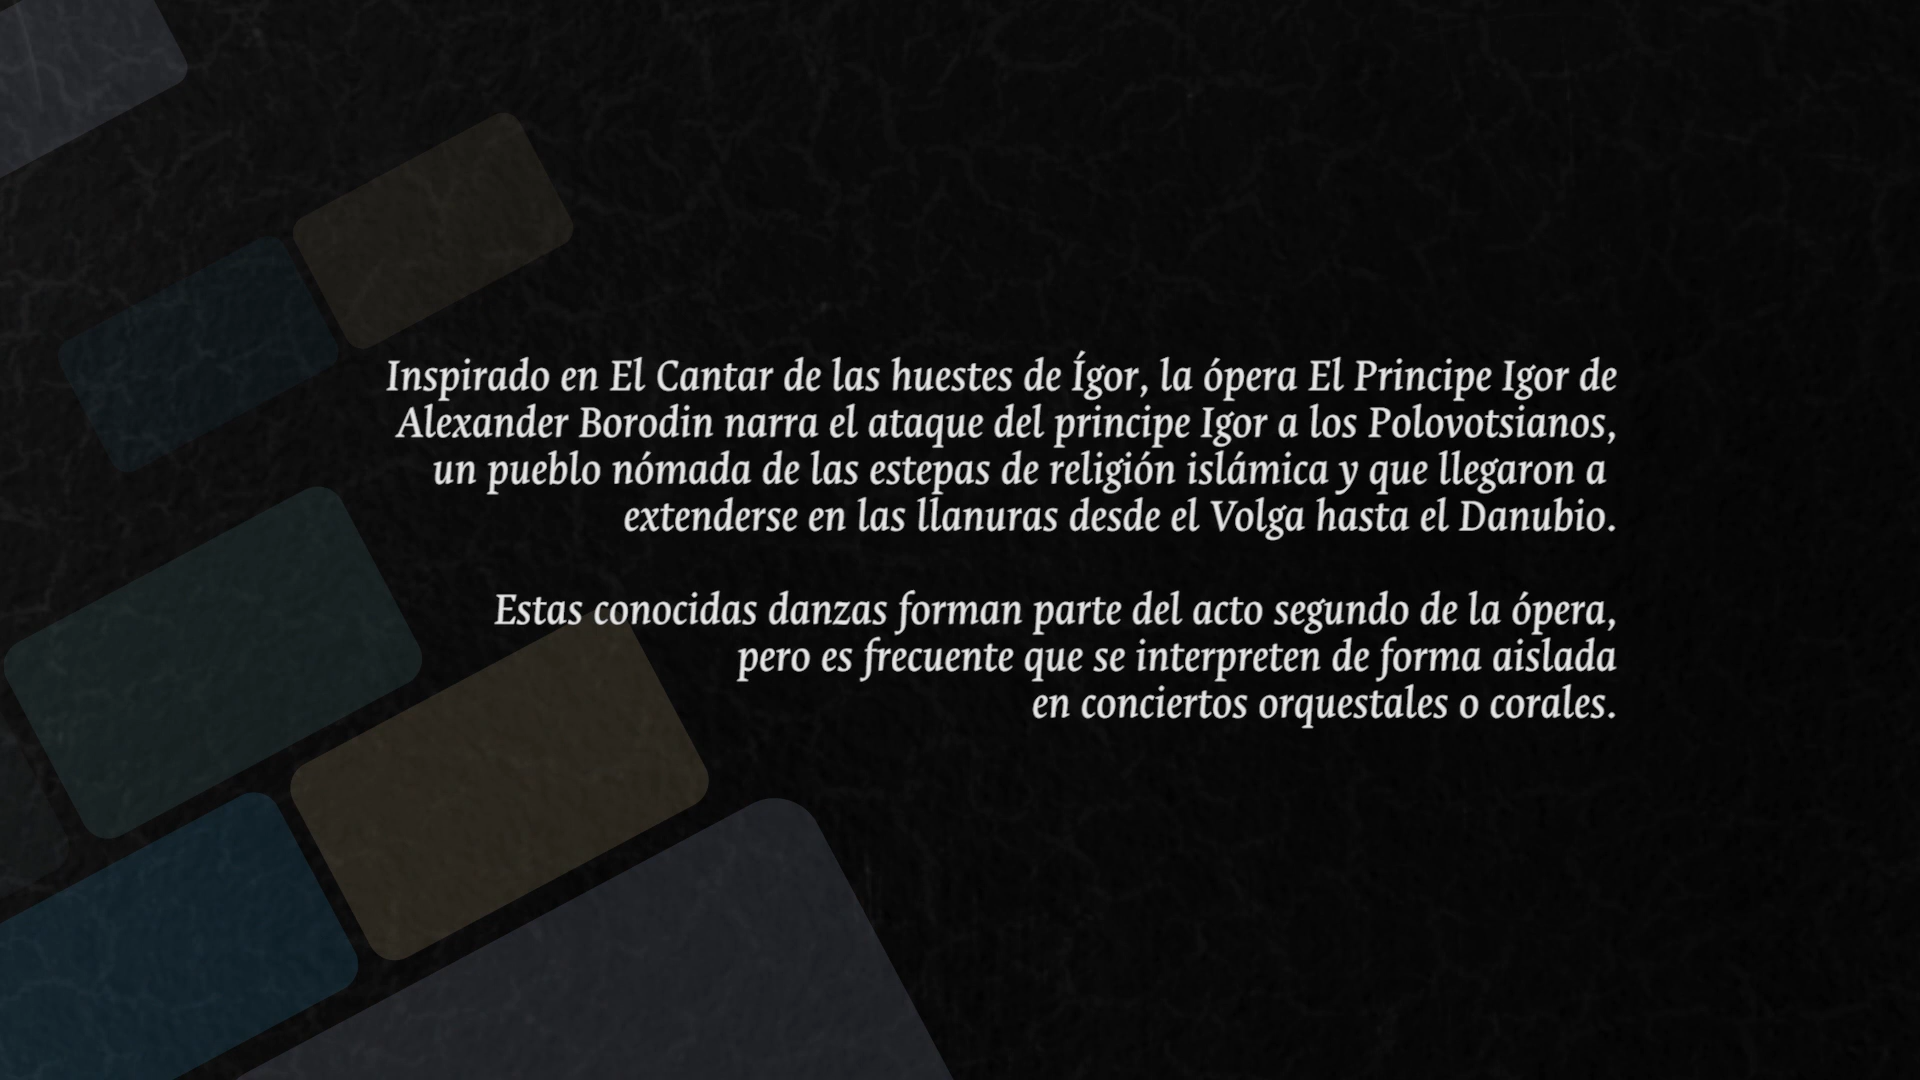 Inspirado en El Cantar de las huestes de Ígor, la ópera El Principe Igor de
Alexander Borodin narra el ataque del principe Igor a los Polovotsianos,
un pueblo nómada de las estepas de religión islámica y que llegaron a
extenderse en las llanuras desde el Volga hasta el Danubio.
Estas conocidas danzas forman parte del acto segundo de la ópera,
pero es frecuente que se interpreten de forma aislada
en conciertos orquestales o corales.